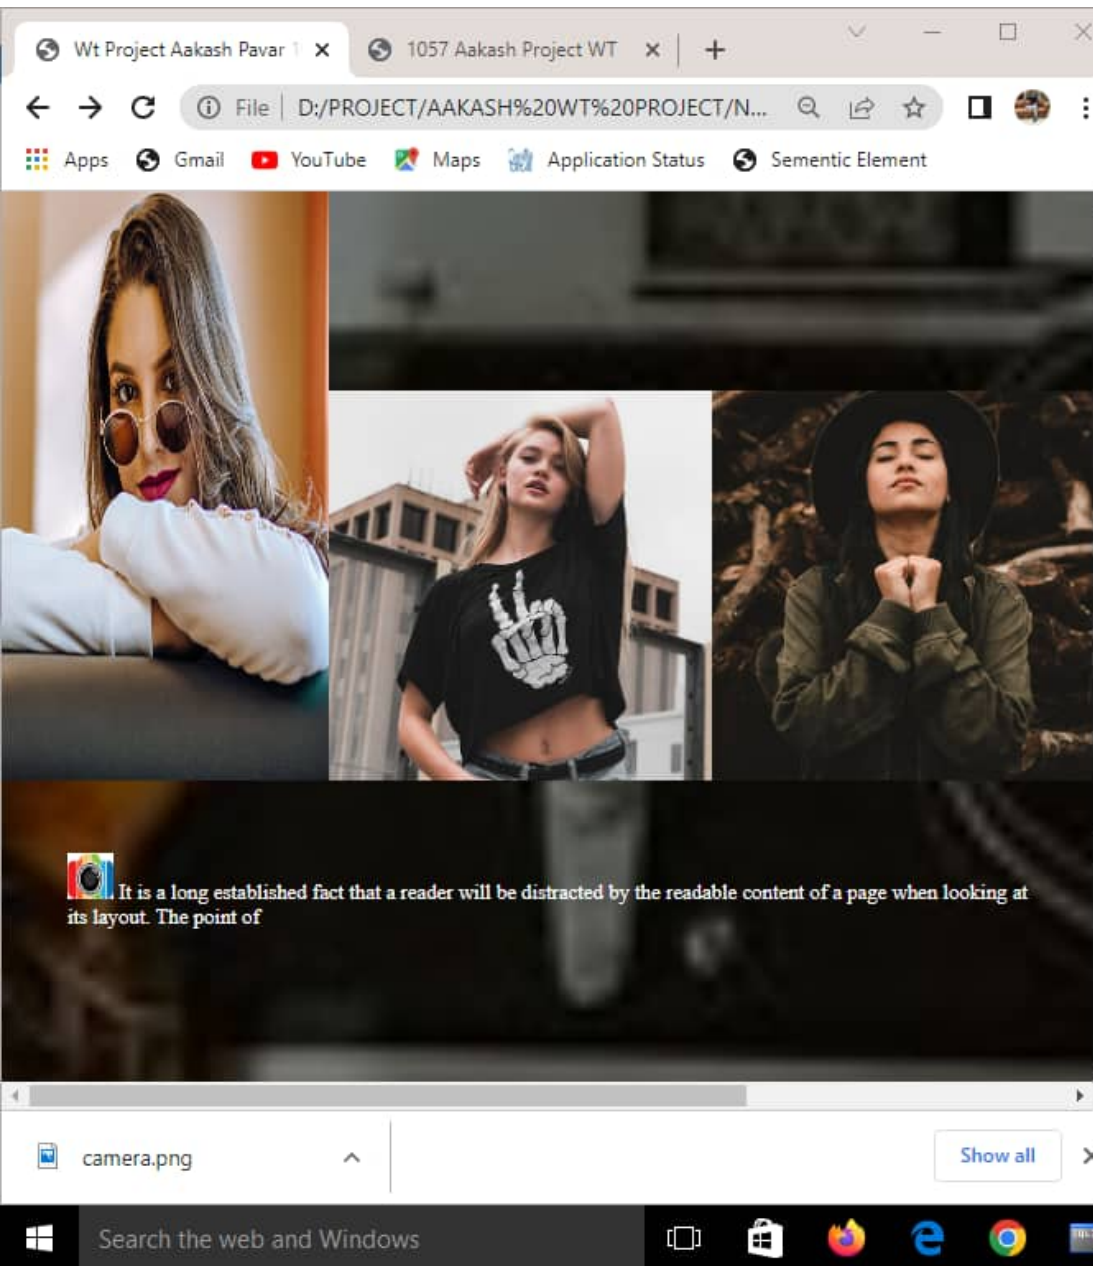 Wt Project Aakash Pavar
1057 Aakash Project WT
File
D:/PROJECT/AAKASH%20WT%20PROJECT/N...
Apps
Gmail
YouTube
Maps
Application Status
Sementic Element
It is a long established fact that a reader will be distracted by the readable content of a page when looking at
its layout. The point of
camera.png
Show all
Search the web and Windows